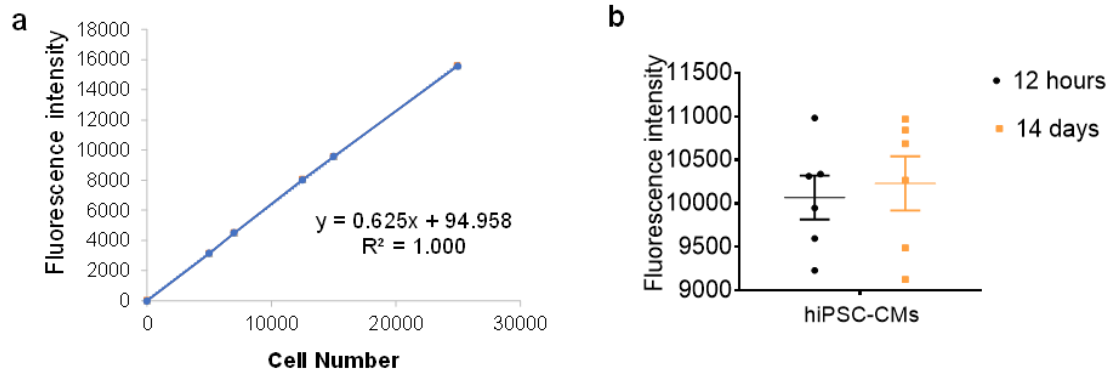 a
Fluorescence intensity
18000
16000
14000
12000
10000
8000
6000
4000
2000
0
y = 0.625x + 94.958
R² = 1.000
0 10000 20000 30000
Cell Number
b
Fluorescence intensity
11500
11000
10500
10000
9500
9000
hiPSC-CMs
12 hours
14 days